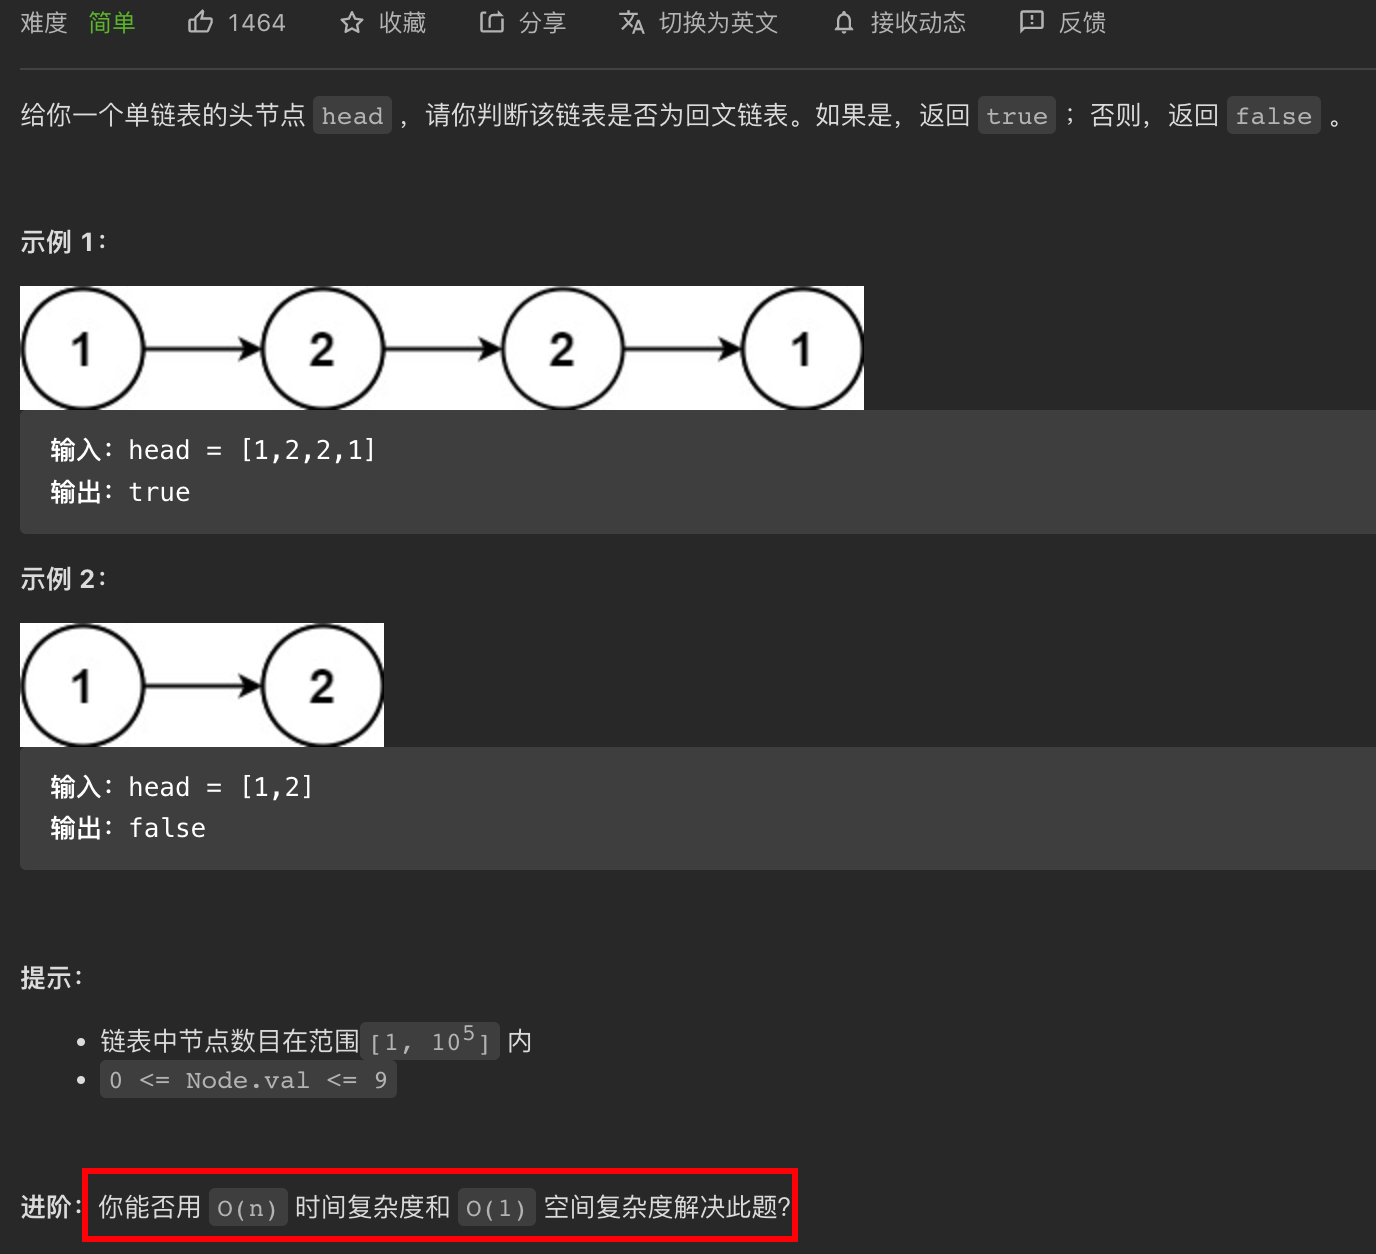 难度 简单 1464 收藏 分享 切换为英文 接收动态 反馈
给你一个单链表的头节点 head ，请你判断该链表是否为回文链表。如果是，返回 true ；否则，返回 false 。
示例 1：
1 2 2 1
输入：head = [1,2,2,1]
输出：true
示例 2：
1 2
输入：head = [1,2]
输出：false
提示：
• 链表中节点数目在范围[1, 10⁵] 内
• 0 <= Node.val <= 9
进阶：你能否用 O(n) 时间复杂度和 O(1) 空间复杂度解决此题?